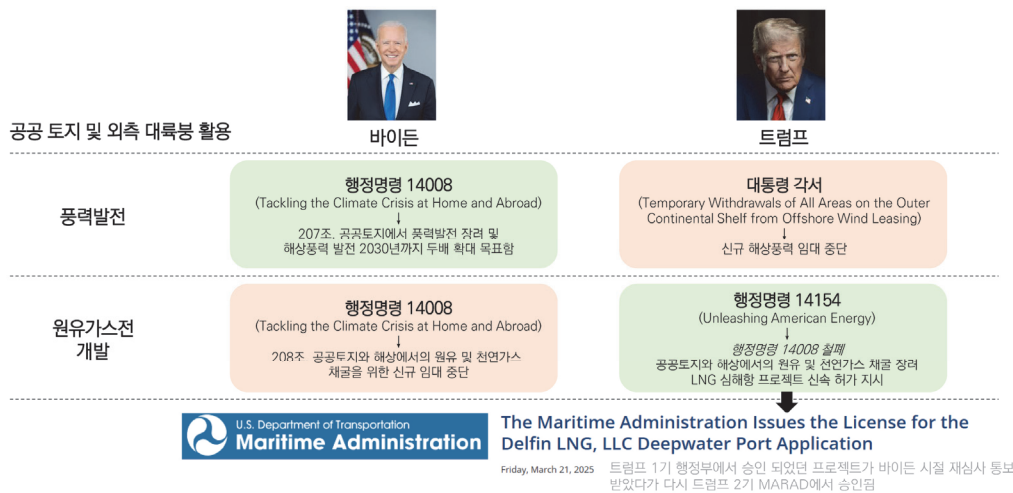 바이든
트럼프
공공 토지 및 외측 대륙붕 활용
풍력발전
행정명령 14008
(Tackling the Climate Crisis at Home and Abroad)
207조. 공공토지에서 풍력발전 장려 및
해상풍력 발전 2030년까지 두배 확대 목표함
대통령 각서
(Temporary Withdrawals of All Areas on the Outer
Continental Shelf from Offshore Wind Leasing)
신규 해상풍력 임대 중단
원유가스전
개발
행정명령 14008
(Tackling the Climate Crisis at Home and Abroad)
208조. 공공토지와 해상에서의 원유 및 천연가스
채굴을 위한 신규 임대 중단
행정명령 14154
(Unleashing American Energy)
행정명령 14008 철폐
공공토지와 해상에서의 원유 및 천연가스 채굴 장려
LNG 심해항 프로젝트 신속 허가 지시
U.S. Department of Transportation
Maritime Administration
The Maritime Administration Issues the License for the
Delfin LNG, LLC Deepwater Port Application
Friday, March 21, 2025
트럼프 1기 행정부에서 승인 되었던 프로젝트가 바이든 시절 재심사 통보
받았다가 다시 트럼프 2기 MARAD에서 승인됨